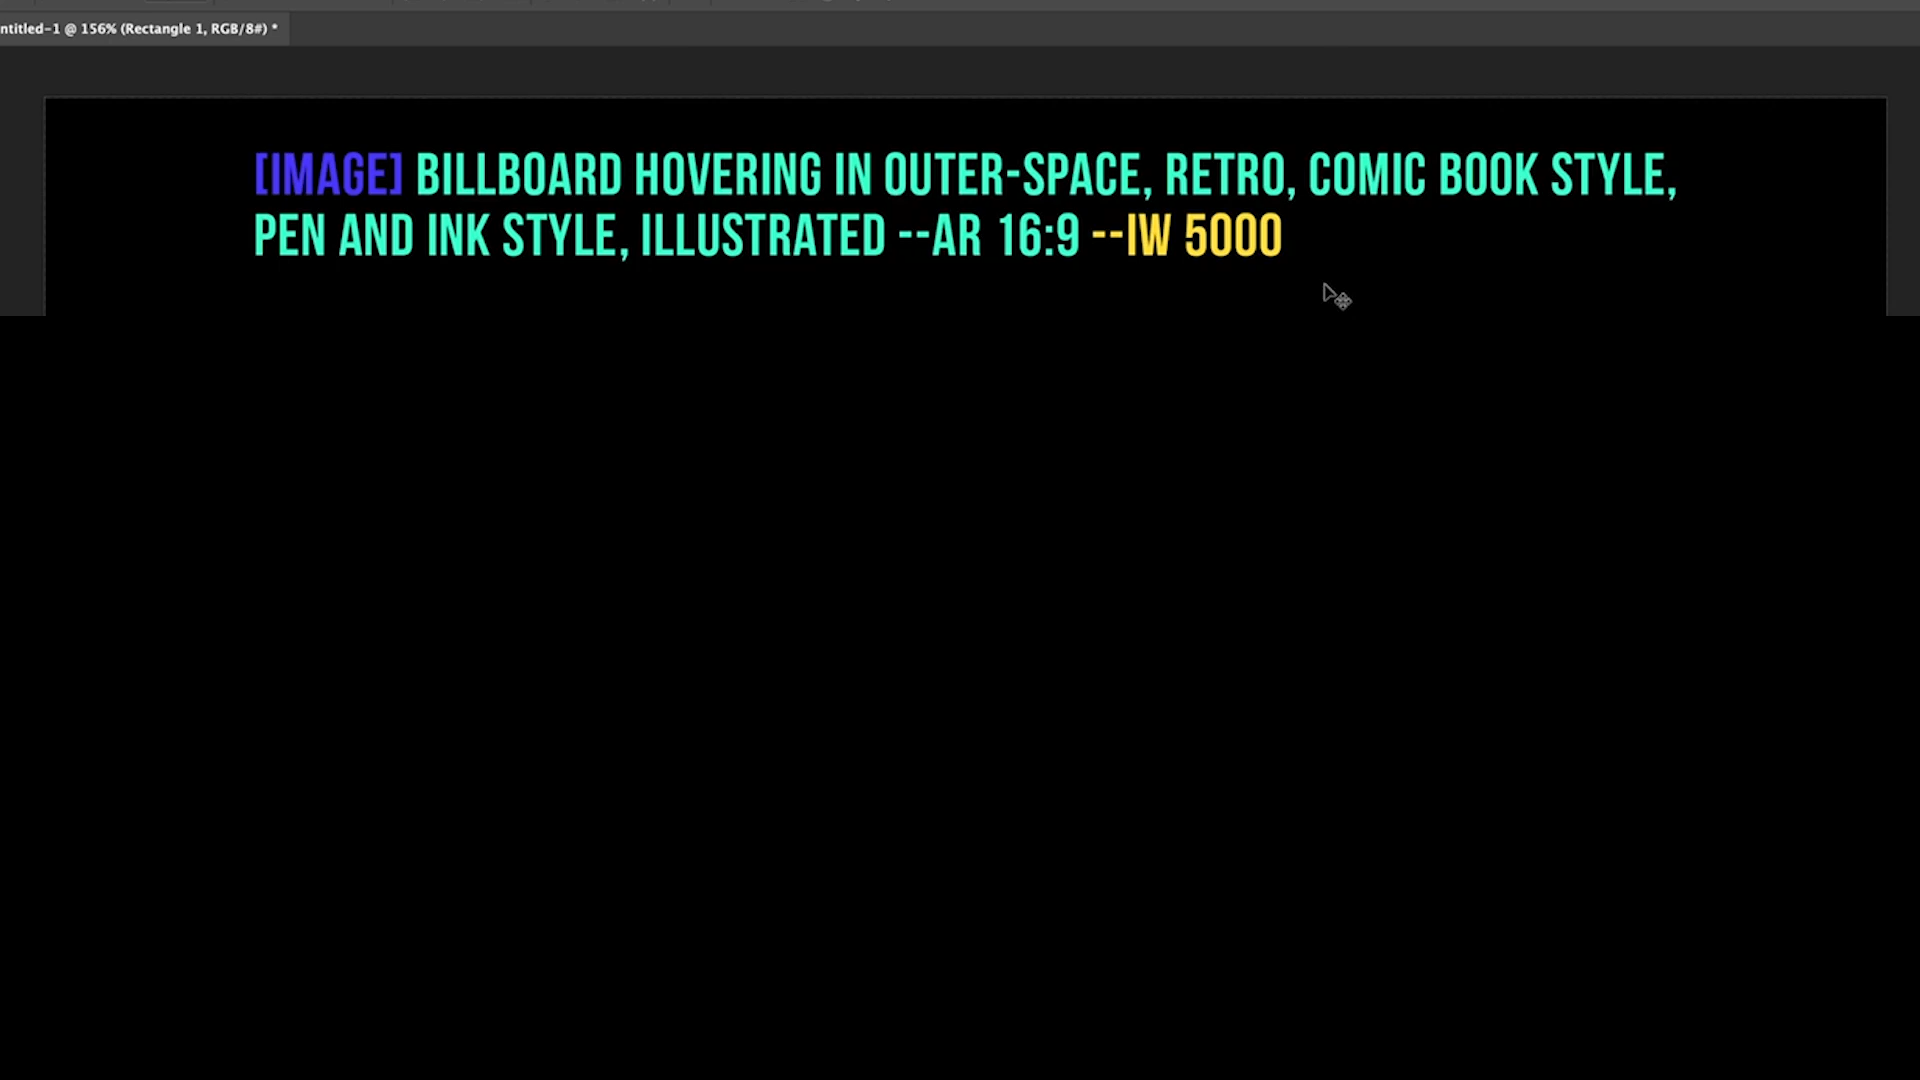 ntitled-1 @ 156% (Rectangle 1, RGB/8#) *
[IMAGE] BILLBOARD HOVERING IN OUTER-SPACE, RETRO, COMIC BOOK STYLE,
PEN AND INK STYLE, ILLUSTRATED --AR 16:9 --IW 5000